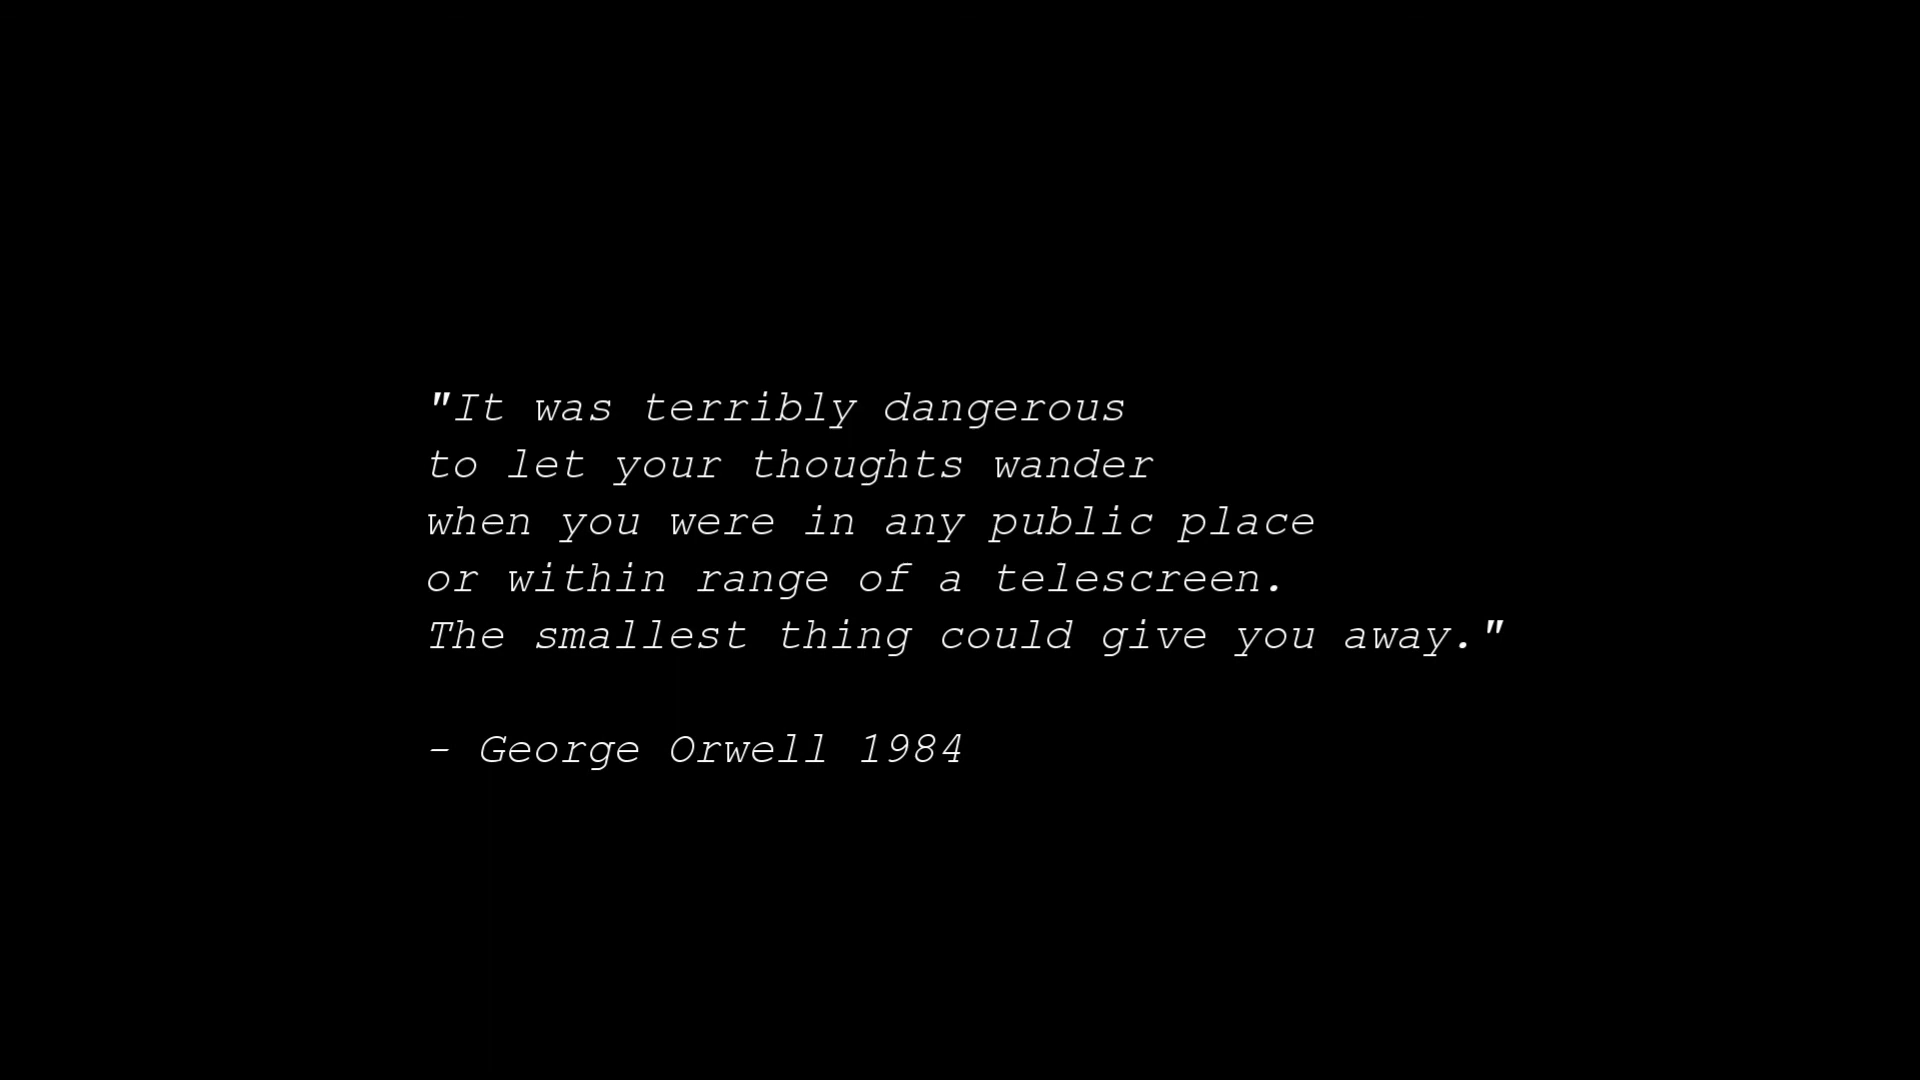 "It was terribly dangerous
to let your thoughts wander
when you were in any public place
or within range of a telescreen.
The smallest thing could give you away."
- George Orwell 1984